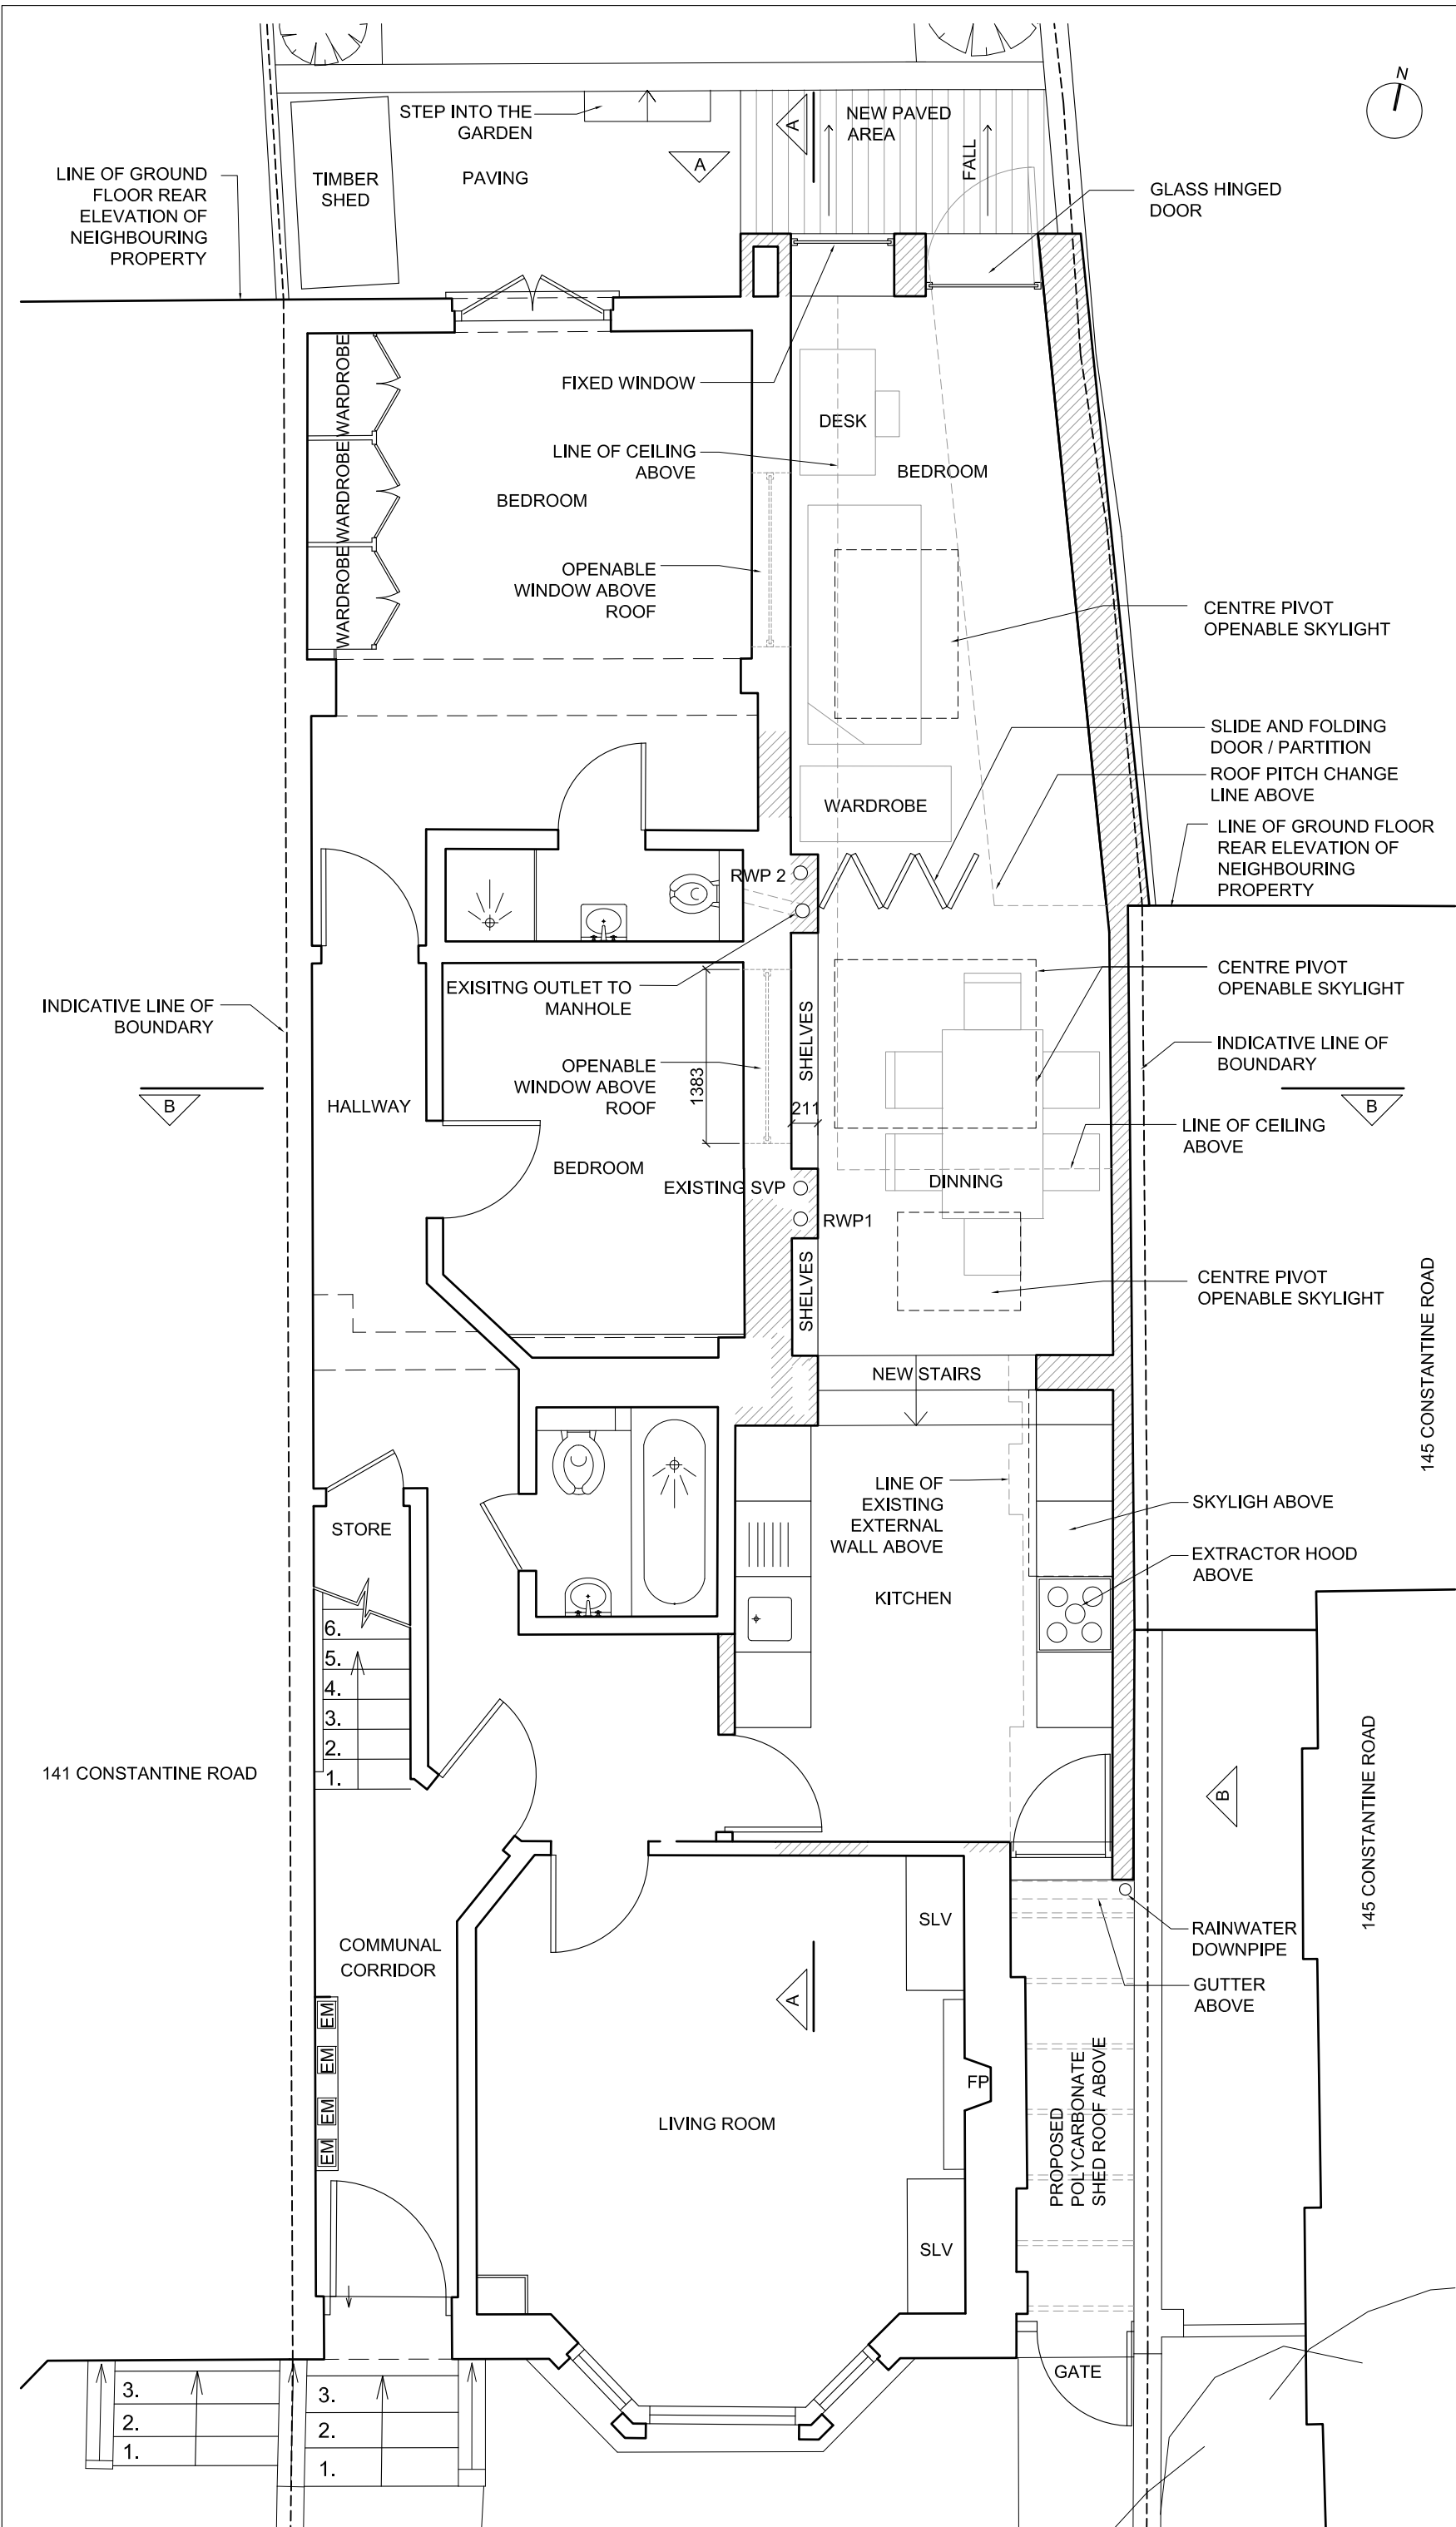 N
STEP INTO THE
GARDEN
A
NEW PAVED
AREA
FALL
A
LINE OF GROUND
FLOOR REAR
ELEVATION OF
NEIGHBOURING
PROPERTY
TIMBER
SHED
PAVING
GLASS HINGED
DOOR
WARDROBE
WARDROBE
WARDROBE
FIXED WINDOW
DESK
LINE OF CEILING
ABOVE
BEDROOM
BEDROOM
OPENABLE
WINDOW ABOVE
ROOF
CENTRE PIVOT
OPENABLE SKYLIGHT
SLIDE AND FOLDING
DOOR / PARTITION
ROOF PITCH CHANGE
LINE ABOVE
WARDROBE
LINE OF GROUND FLOOR
REAR ELEVATION OF
NEIGHBOURING
PROPERTY
RWP 2
CENTRE PIVOT
OPENABLE SKYLIGHT
EXISITNG OUTLET TO
MANHOLE
INDICATIVE LINE OF
BOUNDARY
SHELVES
INDICATIVE LINE OF
BOUNDARY
OPENABLE
WINDOW ABOVE
ROOF
1383
211
B
HALLWAY
B
LINE OF CEILING
ABOVE
BEDROOM
EXISTING SVP
DINNING
RWP1
SHELVES
CENTRE PIVOT
OPENABLE SKYLIGHT
145 CONSTANTINE ROAD
NEW STAIRS
LINE OF
EXISTING
EXTERNAL
WALL ABOVE
SKYLIGH ABOVE
STORE
EXTRACTOR HOOD
ABOVE
KITCHEN
6.
5.
4.
3.
2.
1.
141 CONSTANTINE ROAD
B
145 CONSTANTINE ROAD
SLV
COMMUNAL
CORRIDOR
RAINWATER
DOWNPIPE
GUTTER
ABOVE
A
EM
EM
EM
EM
FP
LIVING ROOM
PROPOSED
POLYCARBONATE
SHED ROOF ABOVE
SLV
GATE
3.
2.
1.
3.
2.
1.